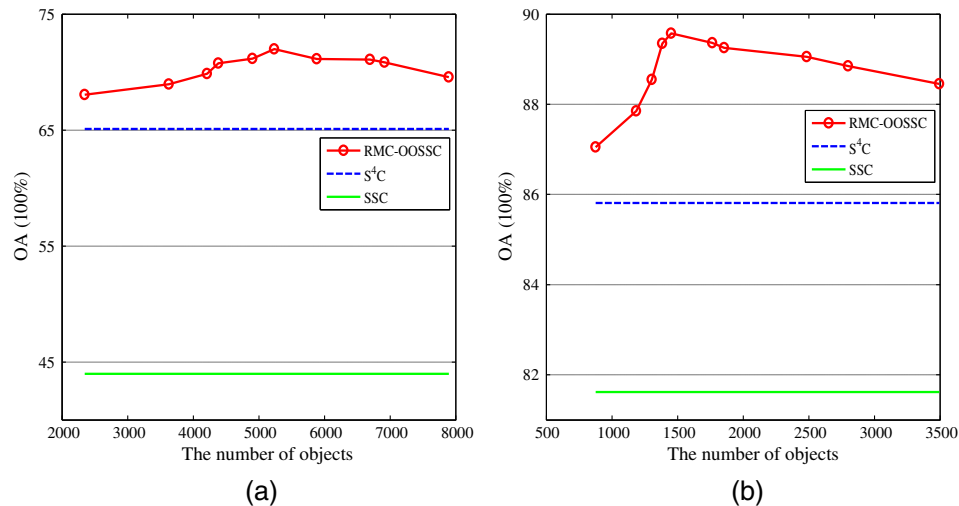 75
65
55
45
OA (100%)
RMC-OOSSC
S⁴C
SSC
2000 3000 4000 5000 6000 7000 8000
The number of objects
(a)
90
88
86
84
82
OA (100%)
RMC-OOSSC
S⁴C
SSC
500 1000 1500 2000 2500 3000 3500
The number of objects
(b)